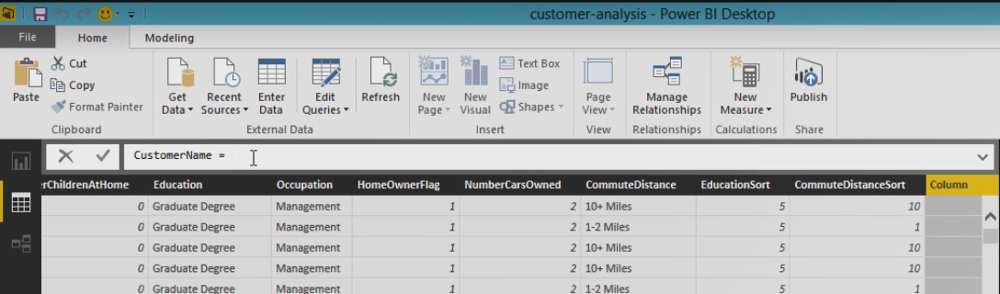 customer-analysis - Power BI Desktop
File Home Modeling
Paste
Cut
Copy
Format Painter
Get Data
Recent Sources
Enter Data
Edit Queries
Refresh
New Page
New Visual
Text Box
Image
Shapes
Page View
Manage Relationships
New Measure
Publish
Clipboard External Data Insert View Relationships Calculations Share
CustomerName =
erChildrenAtHome Education Occupation HomeOwnerFlag NumberCarsOwned CommuteDistance EducationSort CommuteDistanceSort Column
0 Graduate Degree Management 1 2 10+ Miles 5 10
0 Graduate Degree Management 1 2 1-2 Miles 5 1
0 Graduate Degree Management 1 2 10+ Miles 5 10
0 Graduate Degree Management 1 2 10+ Miles 5 10
0 Graduate Degree Management 1 2 1-2 Miles 5 1